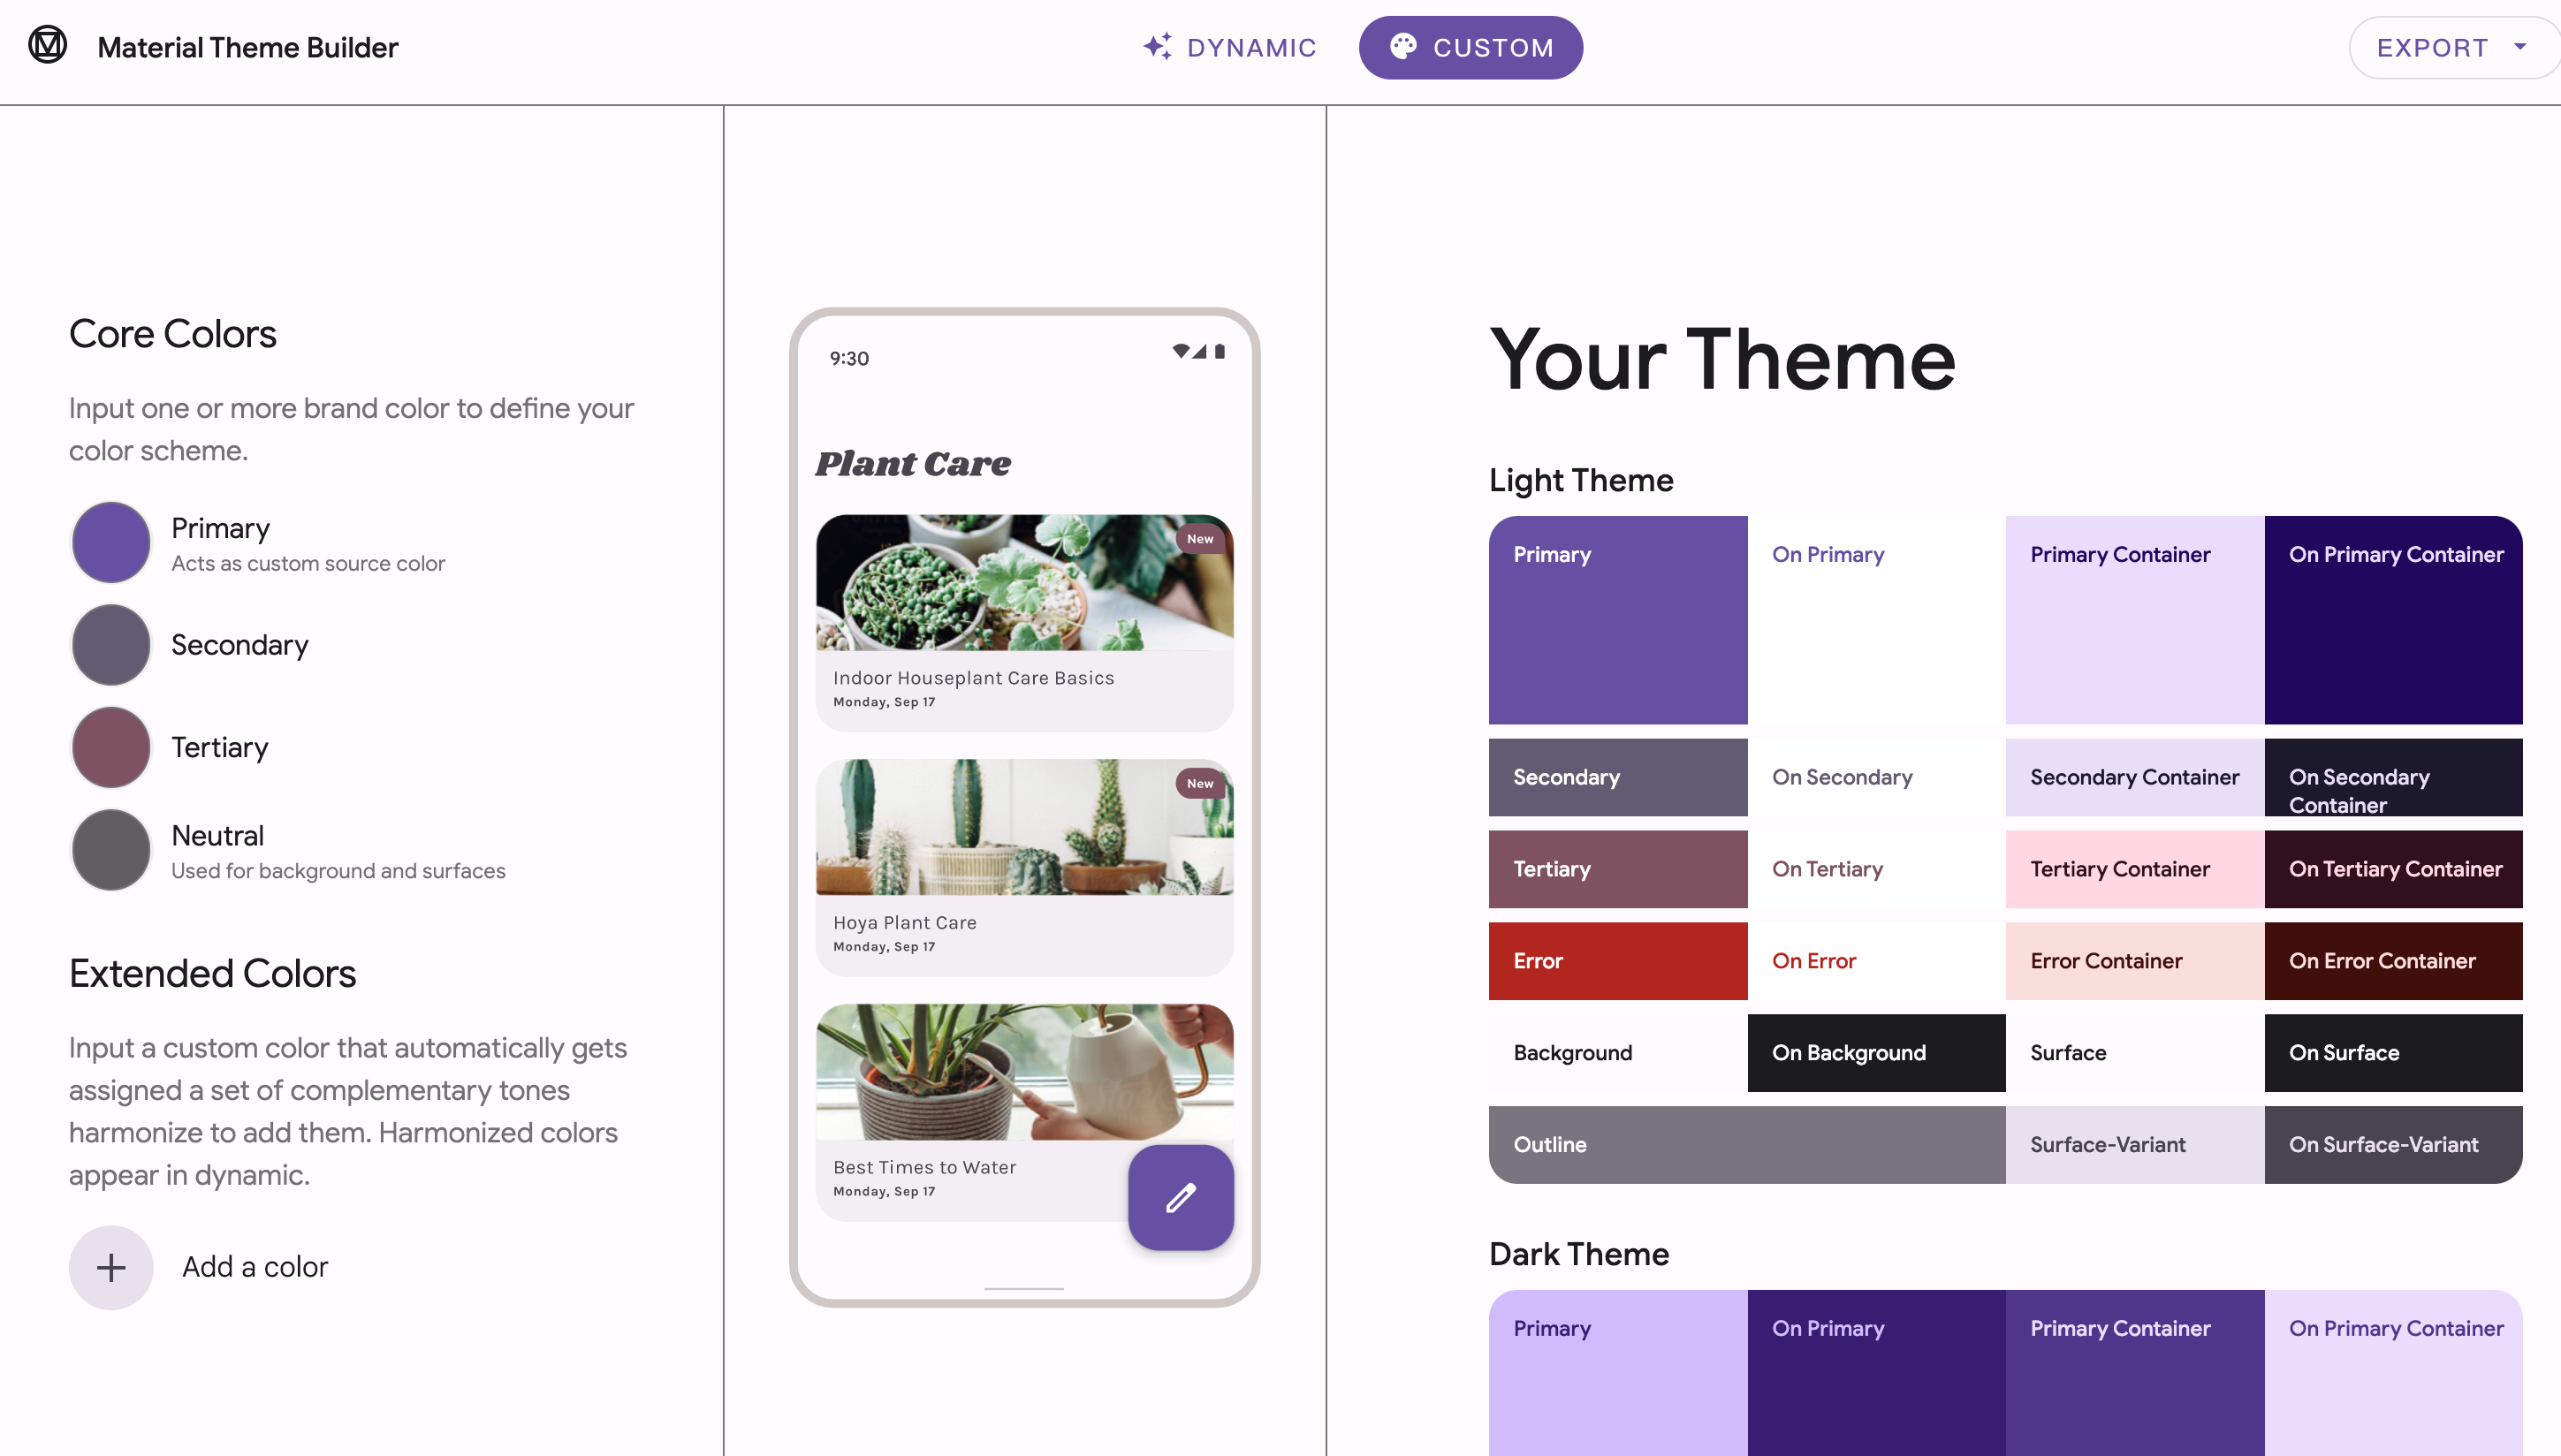 Material Theme Builder
DYNAMIC
CUSTOM
EXPORT
Core Colors
Input one or more brand color to define your
color scheme.
Primary
Acts as custom source color
Secondary
Tertiary
Neutral
Used for background and surfaces
Extended Colors
Input a custom color that automatically gets
assigned a set of complementary tones
harmonize to add them. Harmonized colors
appear in dynamic.
Add a color
9:30
Plant Care
New
Indoor Houseplant Care Basics
Monday, Sep 17
New
Hoya Plant Care
Monday, Sep 17
Best Times to Water
Monday, Sep 17
Your Theme
Light Theme
Primary
On Primary
Primary Container
On Primary Container
Secondary
On Secondary
Secondary Container
On Secondary
Container
Tertiary
On Tertiary
Tertiary Container
On Tertiary Container
Error
On Error
Error Container
On Error Container
Background
On Background
Surface
On Surface
Outline
Surface-Variant
On Surface-Variant
Dark Theme
Primary
On Primary
Primary Container
On Primary Container